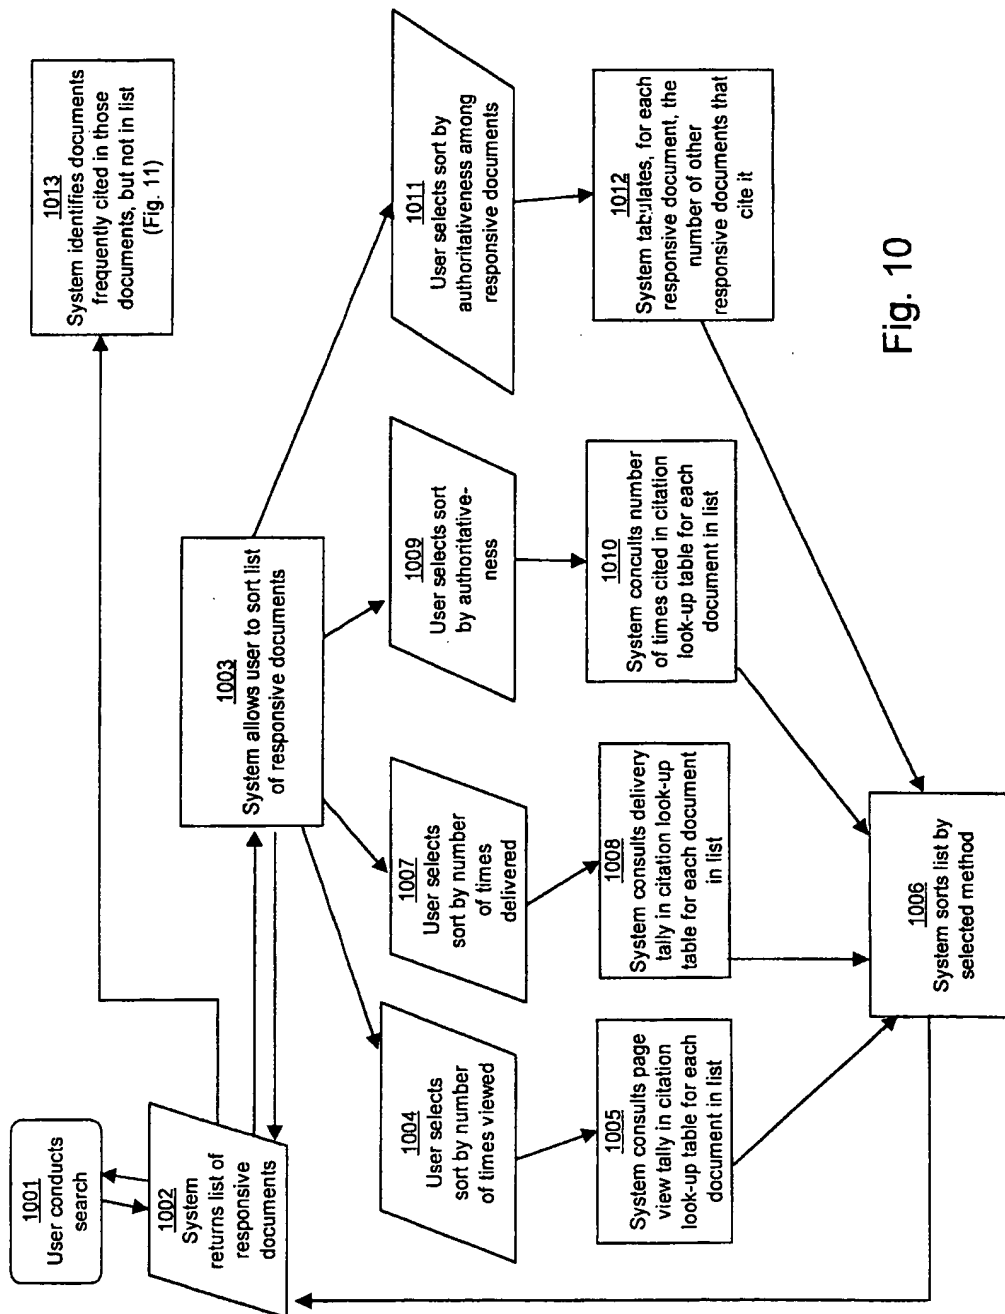 1001
User conducts
search
1002
System
returns list of
responsive
documents
1013
System identifies documents
frequently cited in those
documents, but not in list
(Fig. 11)
1003
System allows user to sort list
of responsive documents
1004
User selects
sort by number
of times viewed
1007
User selects
sort by number
of times
delivered
1009
User selects sort
by authoritative-
ness
1011
User selects sort by
authoritativeness among
responsive documents
1005
System consults page
view tally in citation
look-up table for each
document in list
1008
System consults delivery
tally in citation look-up
table for each document
in list
1010
System concults number
of times cited in citation
look-up table for each
document in list
1012
System tabulates, for each
responsive document, the
number of other
responsive documents that
cite it
1006
System sorts list by
selected method
Fig. 10